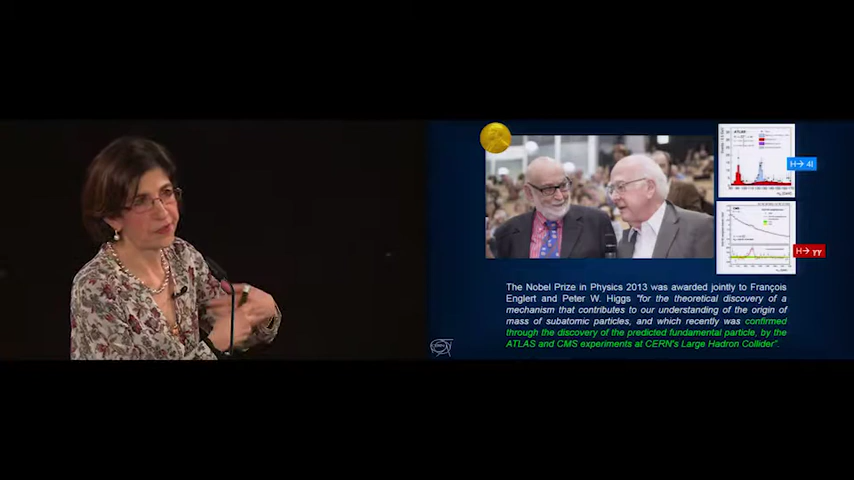 ATLAS
H→ 4l
CMS
H→ γγ
The Nobel Prize in Physics 2013 was awarded jointly to François
Englert and Peter W. Higgs "for the theoretical discovery of a
mechanism that contributes to our understanding of the origin of
mass of subatomic particles, and which recently was confirmed
through the discovery of the predicted fundamental particle, by the
ATLAS and CMS experiments at CERN's Large Hadron Collider".
CERN